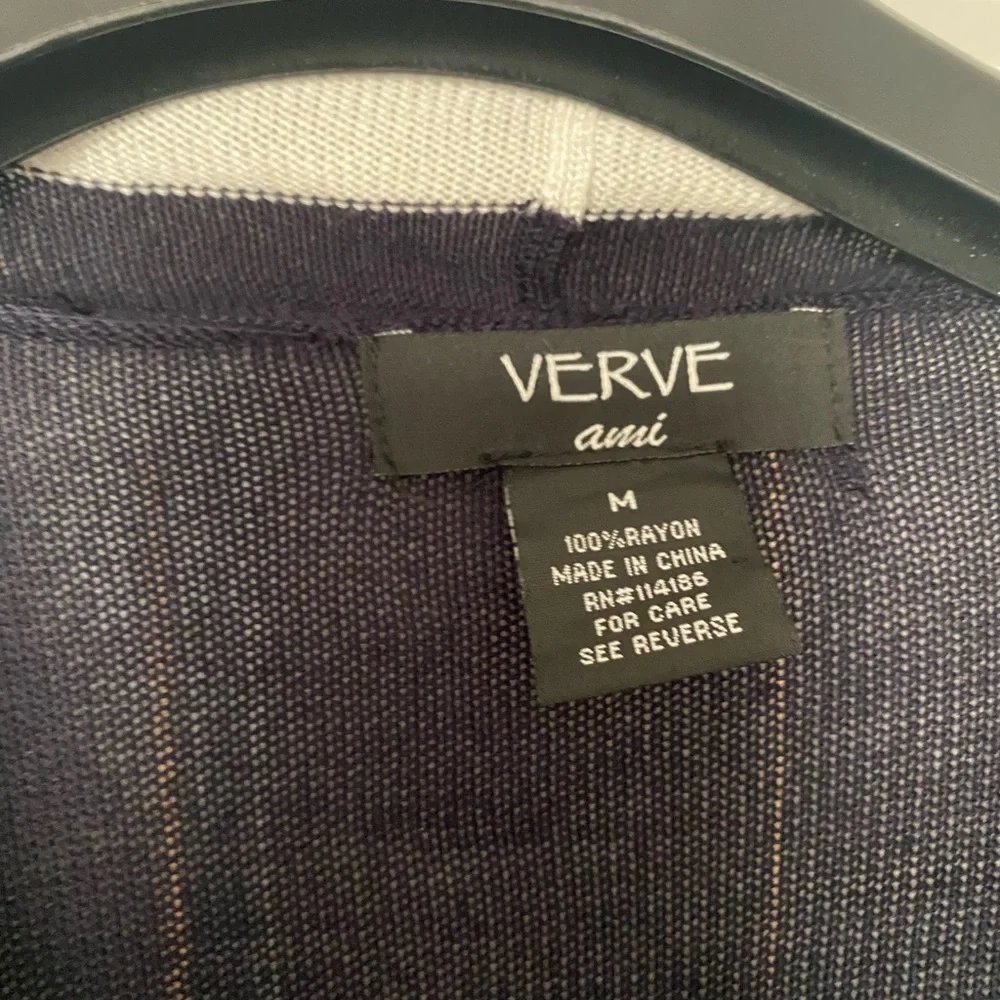 VERVE
ami
M
100%RAYON
MADE IN CHINA
RN#114186
FOR CARE
SEE REVERSE